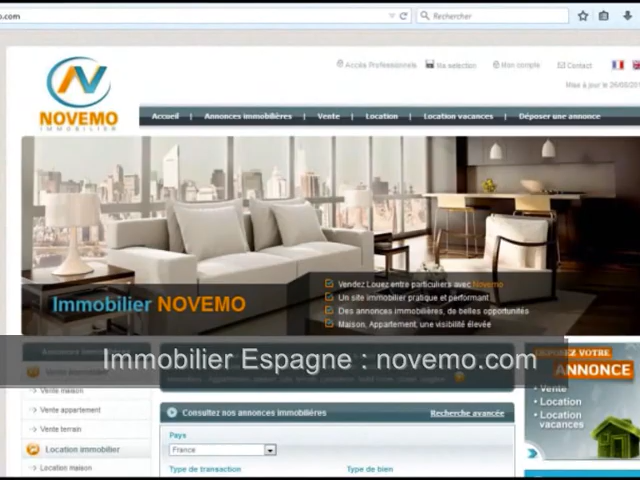 o.com
Rechercher
Accès Professionnels
Ma selection
Mon compte
Contact
NOVEMO
IMMOBILIER
Accueil | Annonces immobilières | Vente | Location | Location vacances | Déposer une annonce
Immobilier NOVEMO
Vendez Louez entre particuliers avec Novemo
Un site immobilier pratique et performant
Des annonces immobilières, de belles opportunités
Maison, Appartement, une visibilité élevée
Immobilier Espagne : novemo.com
DEPOSEZ VOTRE
ANNONCE
Vente
Location
Location
vacances
Vente maison
Vente appartement
Vente terrain
Location immobilier
Location maison
Consultez nos annonces immobilières
Recherche avancée
Pays
France
Type de transaction
Type de bien